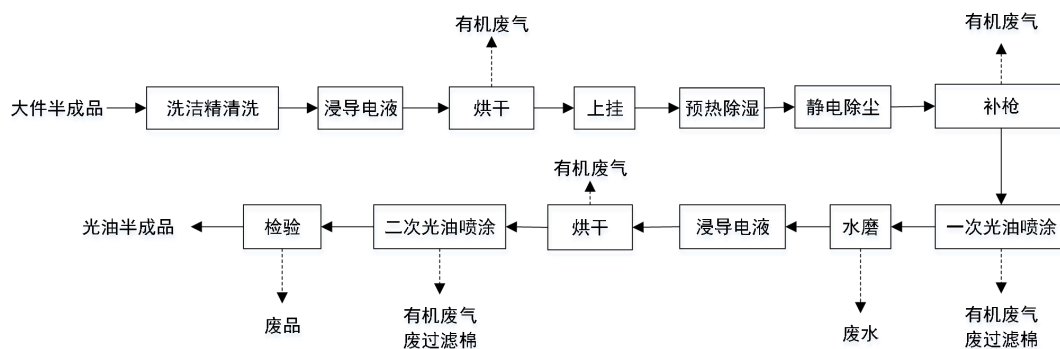 有机废气
有机废气
大件半成品
洗洁精清洗
浸导电液
烘干
上挂
预热除湿
静电除尘
补枪
有机废气
光油半成品
检验
二次光油喷涂
烘干
浸导电液
水磨
一次光油喷涂
废品
有机废气
废过滤棉
废水
有机废气
废过滤棉